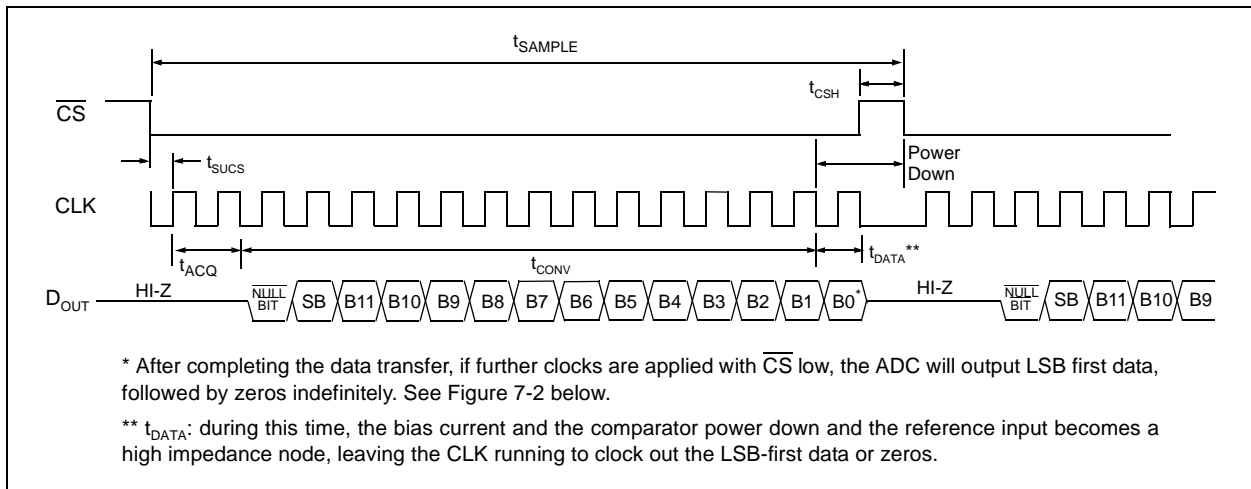 tSAMPLE
tCSH
CS
Power
Down
tSUCS
CLK
tACQ
tCONV
tDATA**
DOUT HI-Z NULL BIT SB B11 B10 B9 B8 B7 B6 B5 B4 B3 B2 B1 B0* HI-Z NULL BIT SB B11 B10 B9
* After completing the data transfer, if further clocks are applied with CS low, the ADC will output LSB first data,
followed by zeros indefinitely. See Figure 7-2 below.
** tDATA: during this time, the bias current and the comparator power down and the reference input becomes a
high impedance node, leaving the CLK running to clock out the LSB-first data or zeros.